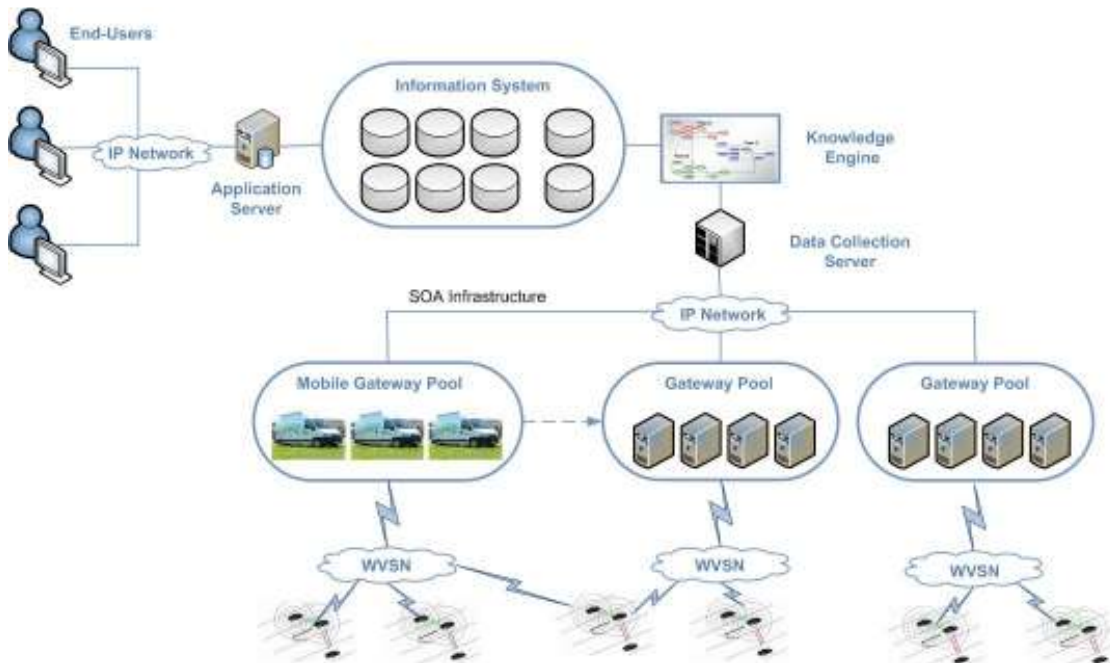 End-Users
Information System
IP Network
Application
Server
Knowledge
Engine
Data Collection
Server
SOA Infrastructure
IP Network
Mobile Gateway Pool
Gateway Pool
Gateway Pool
WVSN
WVSN
WVSN